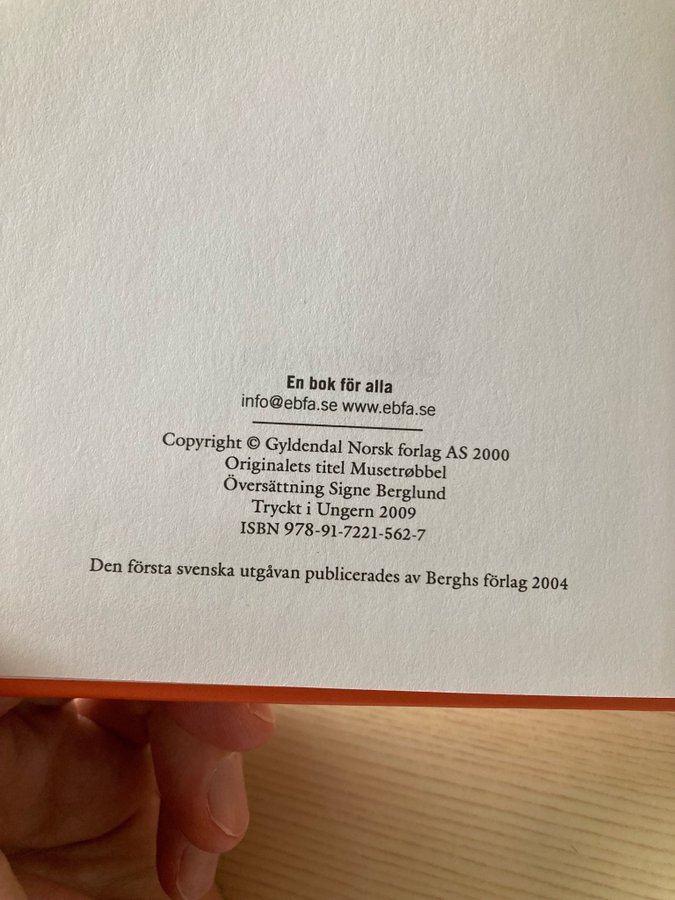 En bok för alla
info@ebfa.se www.ebfa.se
Copyright © Gyldendal Norsk forlag AS 2000
Originalets titel Musetrøbbel
Översättning Signe Berglund
Tryckt i Ungern 2009
ISBN 978-91-7221-562-7
Den första svenska utgåvan publicerades av Berghs förlag 2004